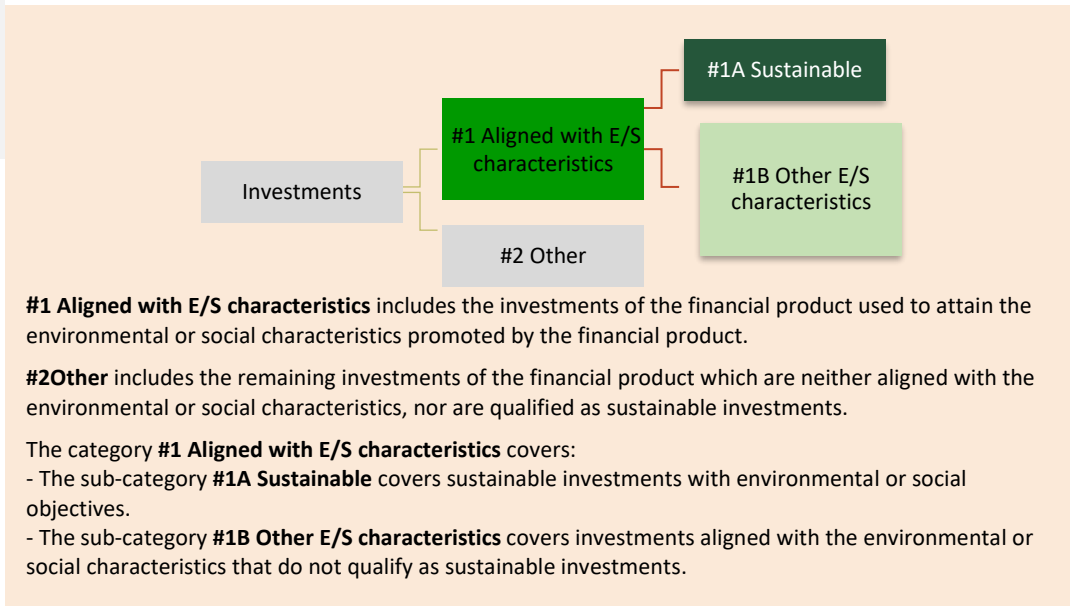 #1A Sustainable
#1 Aligned with E/S
characteristics
#1B Other E/S
characteristics
Investments
#2 Other
#1 Aligned with E/S characteristics includes the investments of the financial product used to attain the
environmental or social characteristics promoted by the financial product.
#2Other includes the remaining investments of the financial product which are neither aligned with the
environmental or social characteristics, nor are qualified as sustainable investments.
The category #1 Aligned with E/S characteristics covers:
- The sub-category #1A Sustainable covers sustainable investments with environmental or social
objectives.
- The sub-category #1B Other E/S characteristics covers investments aligned with the environmental or
social characteristics that do not qualify as sustainable investments.